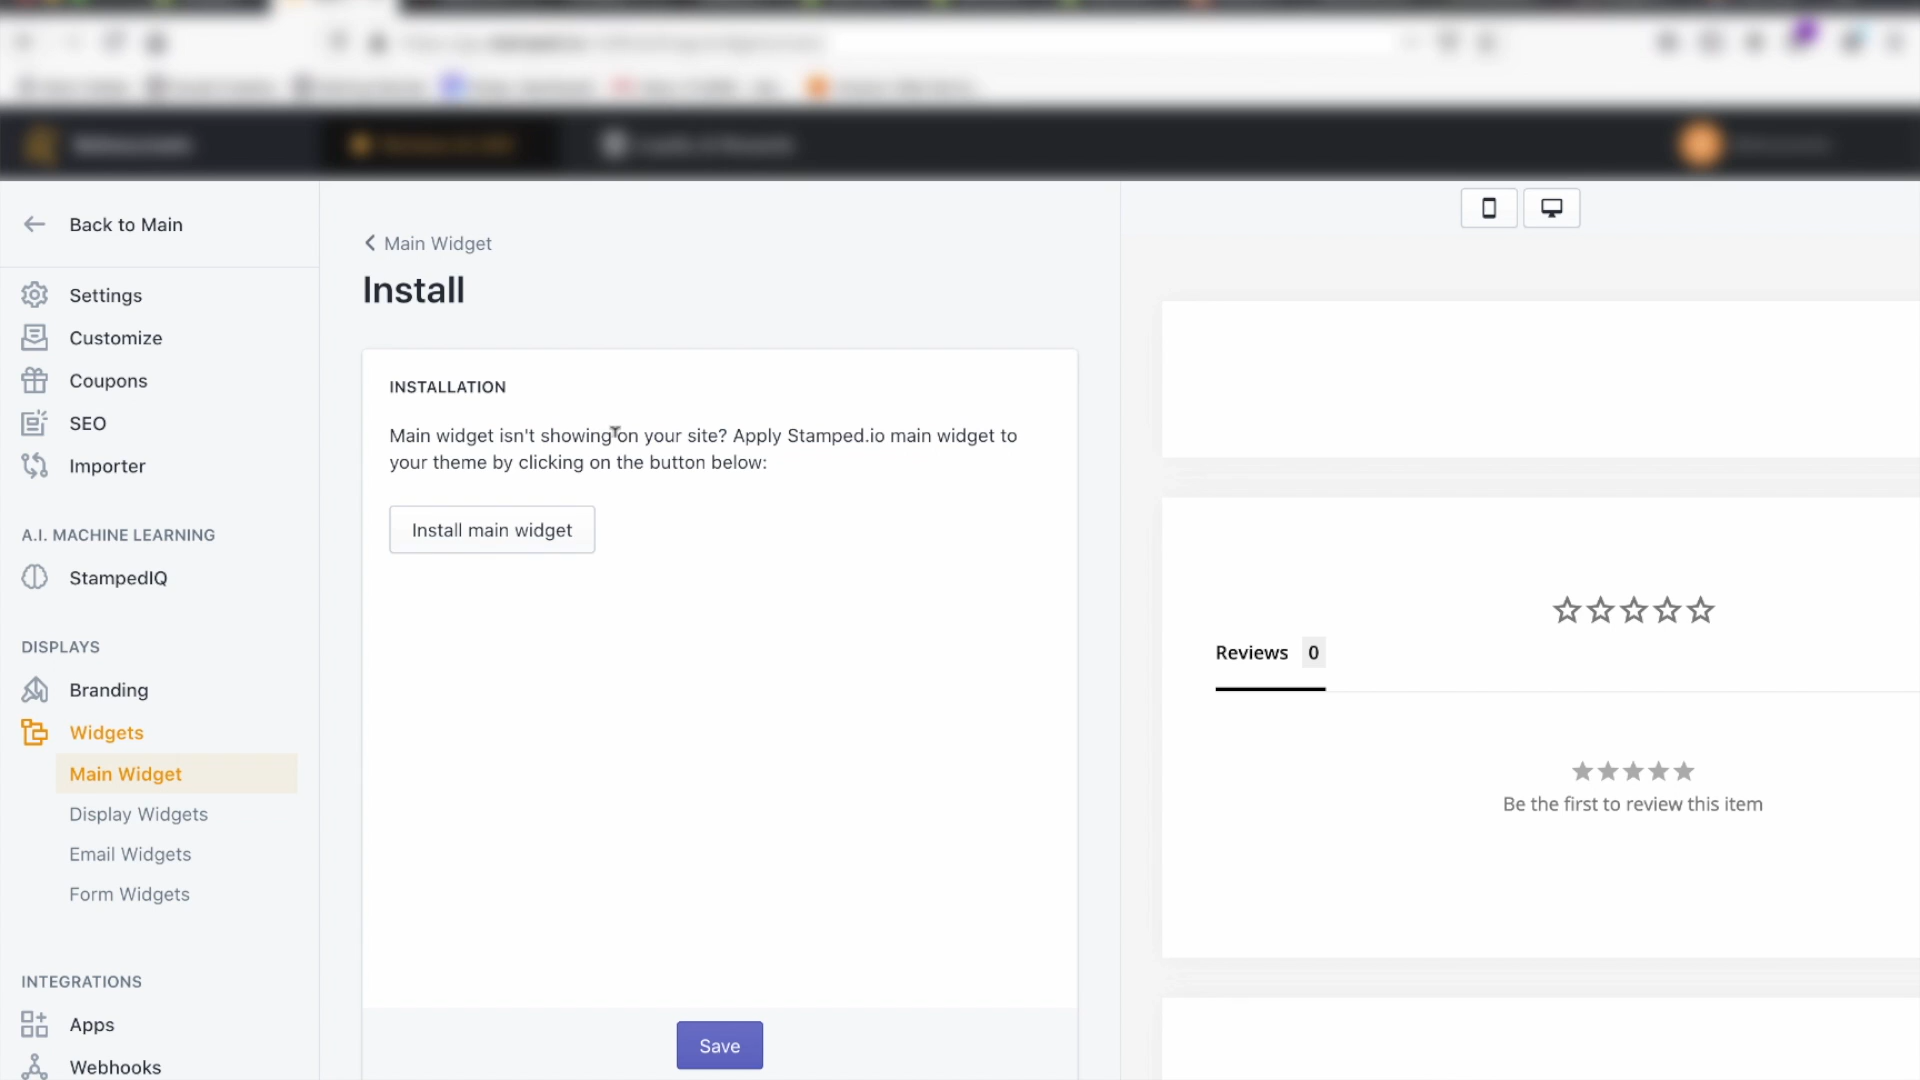 Back to Main
Settings
Customize
Coupons
SEO
Importer
A.I. MACHINE LEARNING
StampedIQ
DISPLAYS
Branding
Widgets
Main Widget
Display Widgets
Email Widgets
Form Widgets
INTEGRATIONS
Apps
Webhooks
Main Widget
Install
INSTALLATION
Main widget isn't showing on your site? Apply Stamped.io main widget to
your theme by clicking on the button below:
Install main widget
Save
Reviews 0
Be the first to review this item